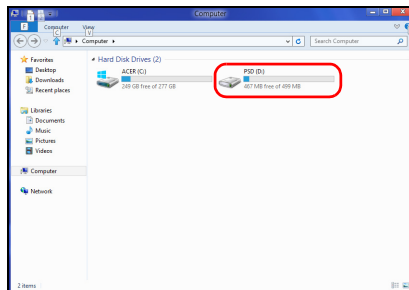 Computer
1 2
F Computer View
C V
Computer
Search Computer
Favorites
Desktop
Downloads
Recent places
Libraries
Documents
Music
Pictures
Videos
Computer
Network
Hard Disk Drives (2)
ACER (C:)
249 GB free of 277 GB
PSD (D:)
467 MB free of 499 MB
2 items